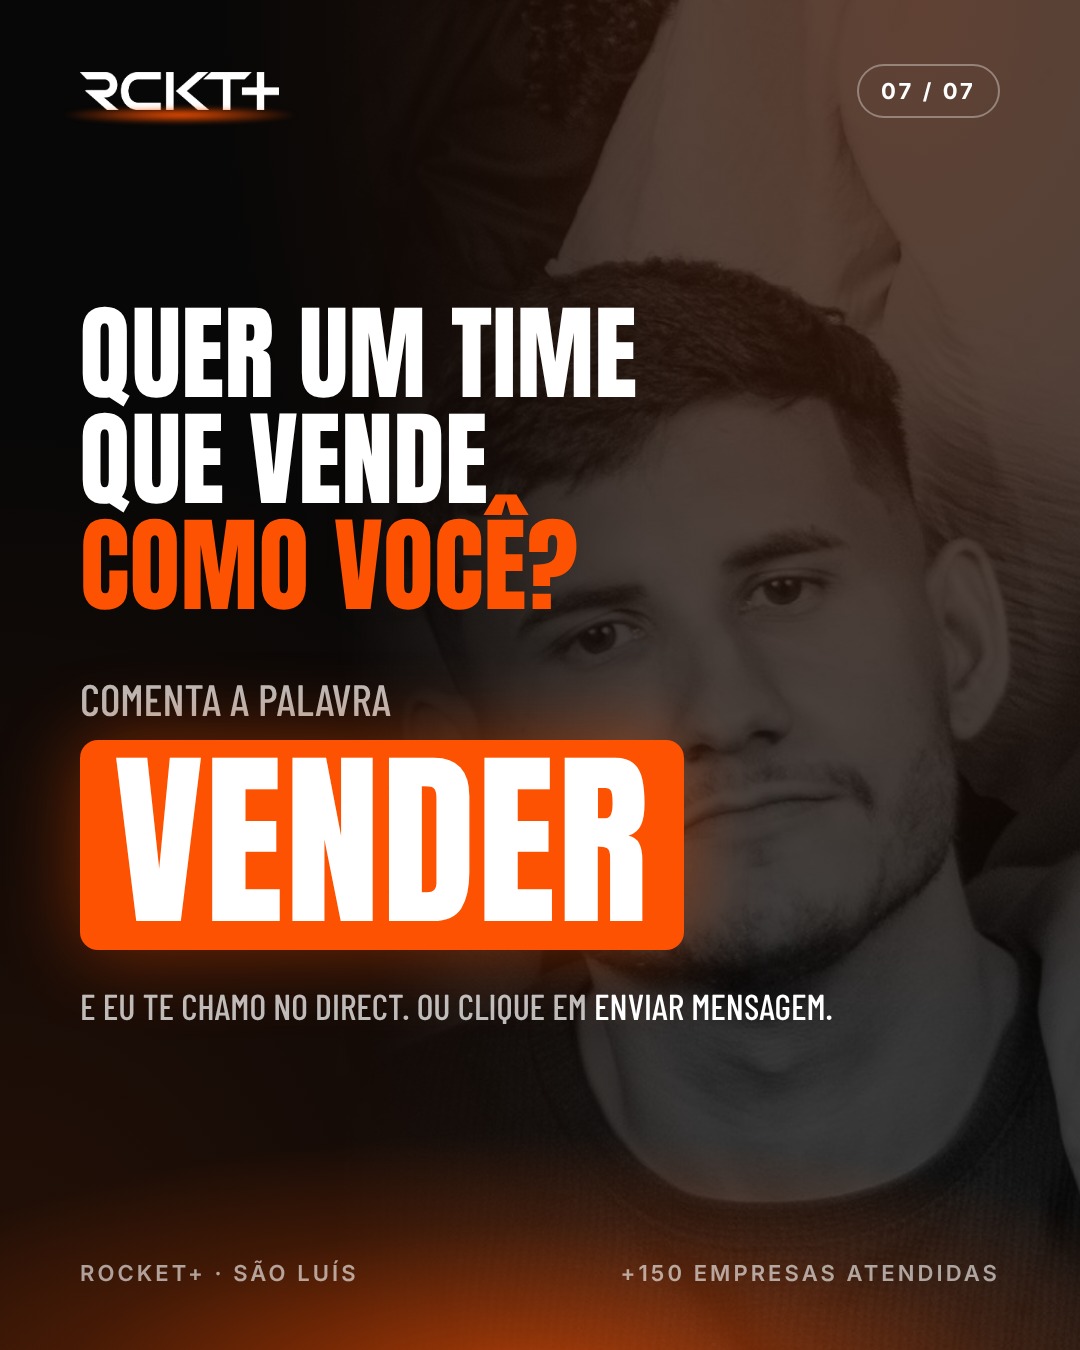 RCKT+
07 / 07
QUER UM TIME
QUE VENDE
COMO VOCÊ?
COMENTA A PALAVRA
VENDER
E EU TE CHAMO NO DIRECT. OU CLIQUE EM ENVIAR MENSAGEM.
ROCKET+ · SÃO LUÍS
+150 EMPRESAS ATENDIDAS